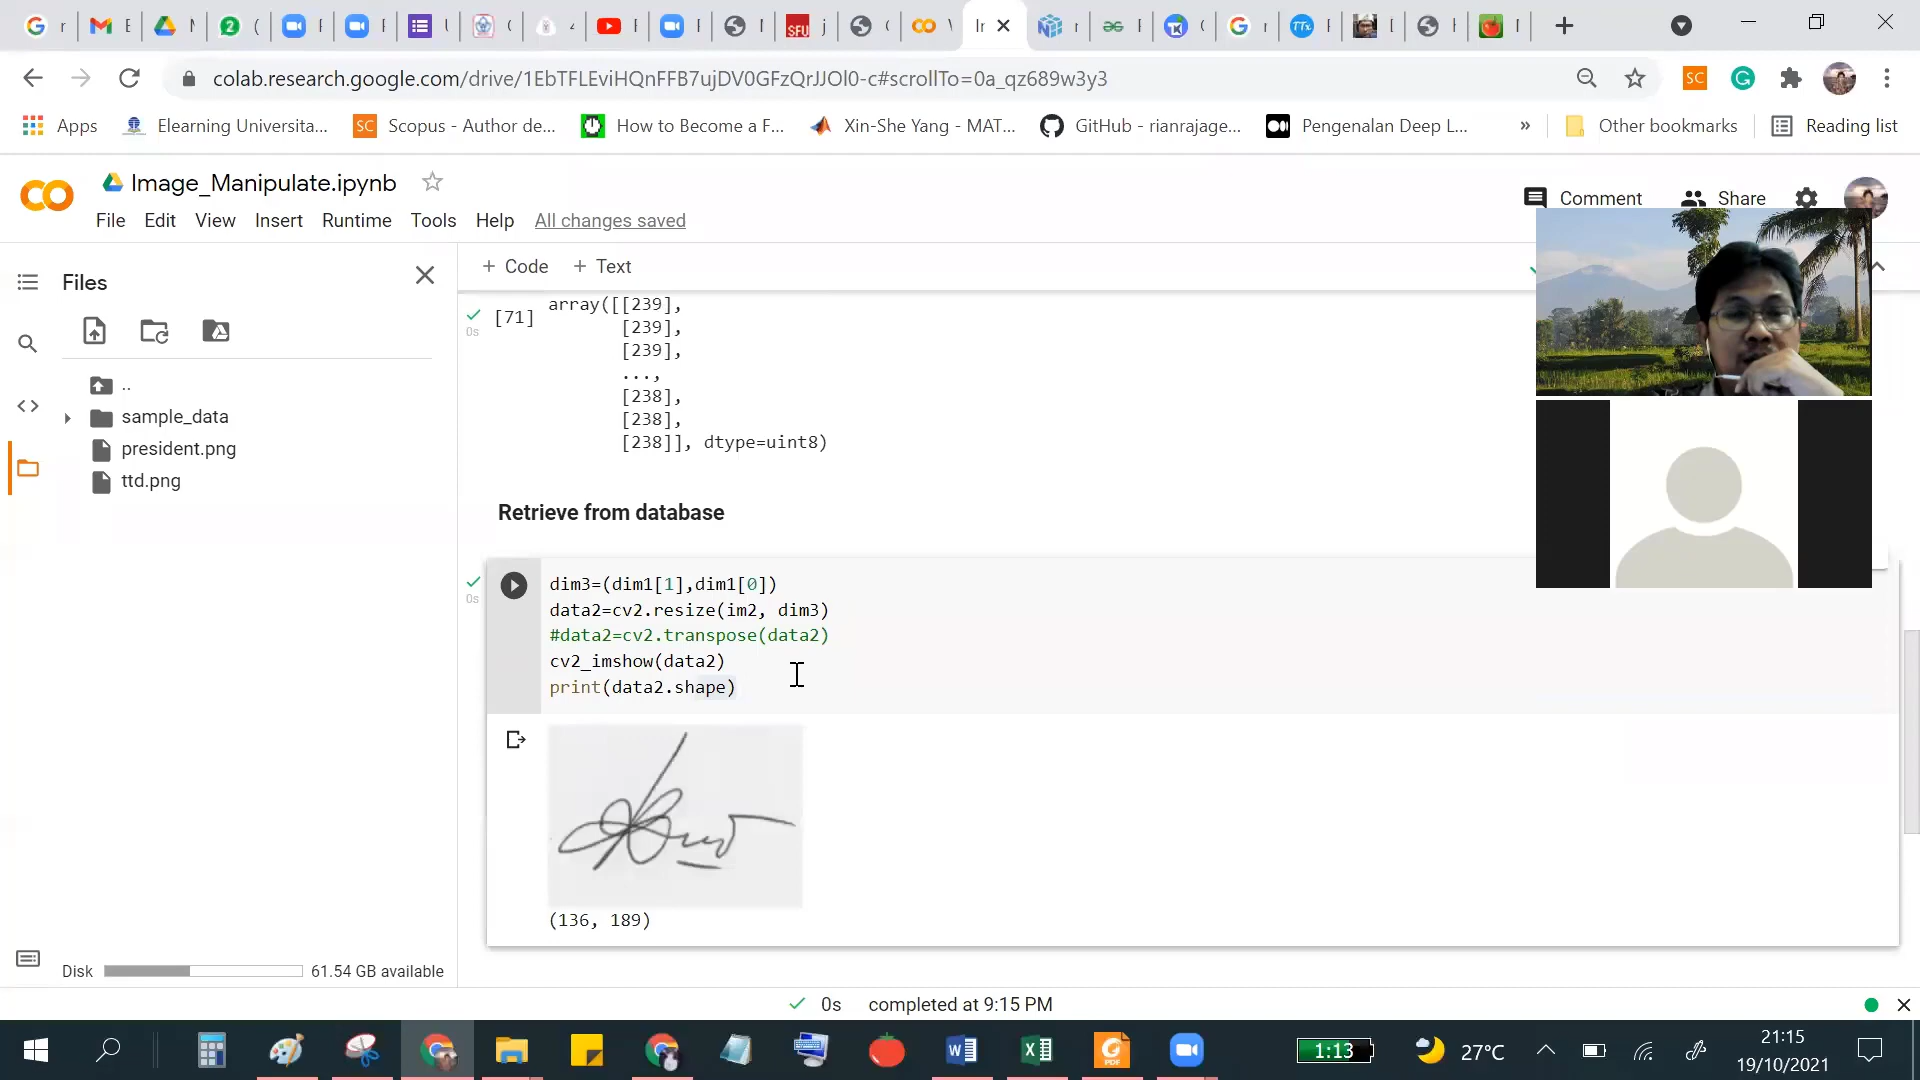 colab.research.google.com/drive/1EbTFLEviHQnFFB7ujDV0GFzQrJJOl0-c#scrollTo=0a_qz689w3y3
Apps Elearning Universita... Scopus - Author de... How to Become a F... Xin-She Yang - MAT... GitHub - rianrajage... Pengenalan Deep L... » Other bookmarks Reading list
Image_Manipulate.ipynb
Comment Share
File Edit View Insert Runtime Tools Help All changes saved
Files
+ Code + Text
[71] array([[239],
0s [239],
[239],
...,
[238],
[238],
[238]], dtype=uint8)
..
sample_data
president.png
ttd.png
Retrieve from database
dim3=(dim1[1],dim1[0])
0s data2=cv2.resize(im2, dim3)
#data2=cv2.transpose(data2)
cv2_imshow(data2)
print(data2.shape)
(136, 189)
Disk 61.54 GB available
0s completed at 9:15 PM
1:13 27°C 21:15
19/10/2021